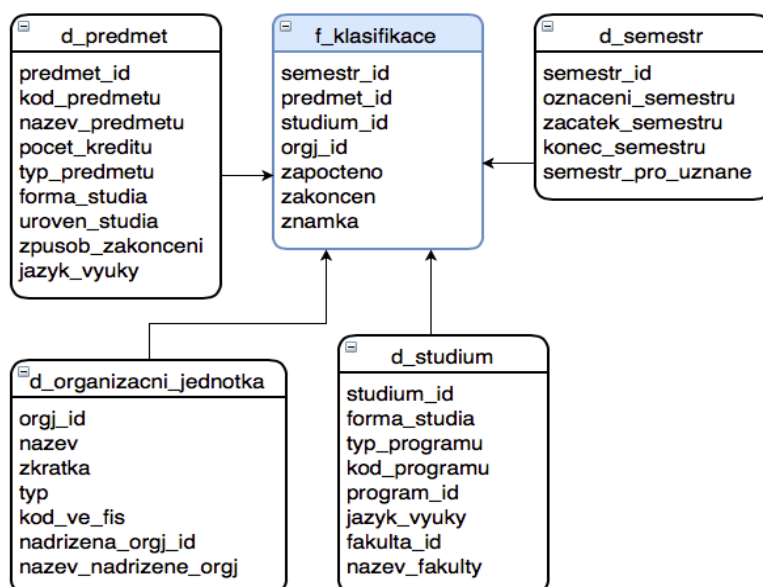 d_predmet
predmet_id
kod_predmetu
nazev_predmetu
pocet_kreditu
typ_predmetu
forma_studia
uroven_studia
zpusob_zakonceni
jazyk_vyuky
f_klasifikace
semestr_id
predmet_id
studium_id
orgj_id
zapocteno
zakoncen
znamka
d_semestr
semestr_id
oznaceni_semestru
zacatek_semestru
konec_semestru
semestr_pro_uznane
d_organizacni_jednotka
orgj_id
nazev
zkratka
typ
kod_ve_fis
nadrizena_orgj_id
nazev_nadrizene_orgj
d_studium
studium_id
forma_studia
typ_programu
kod_programu
program_id
jazyk_vyuky
fakulta_id
nazev_fakulty